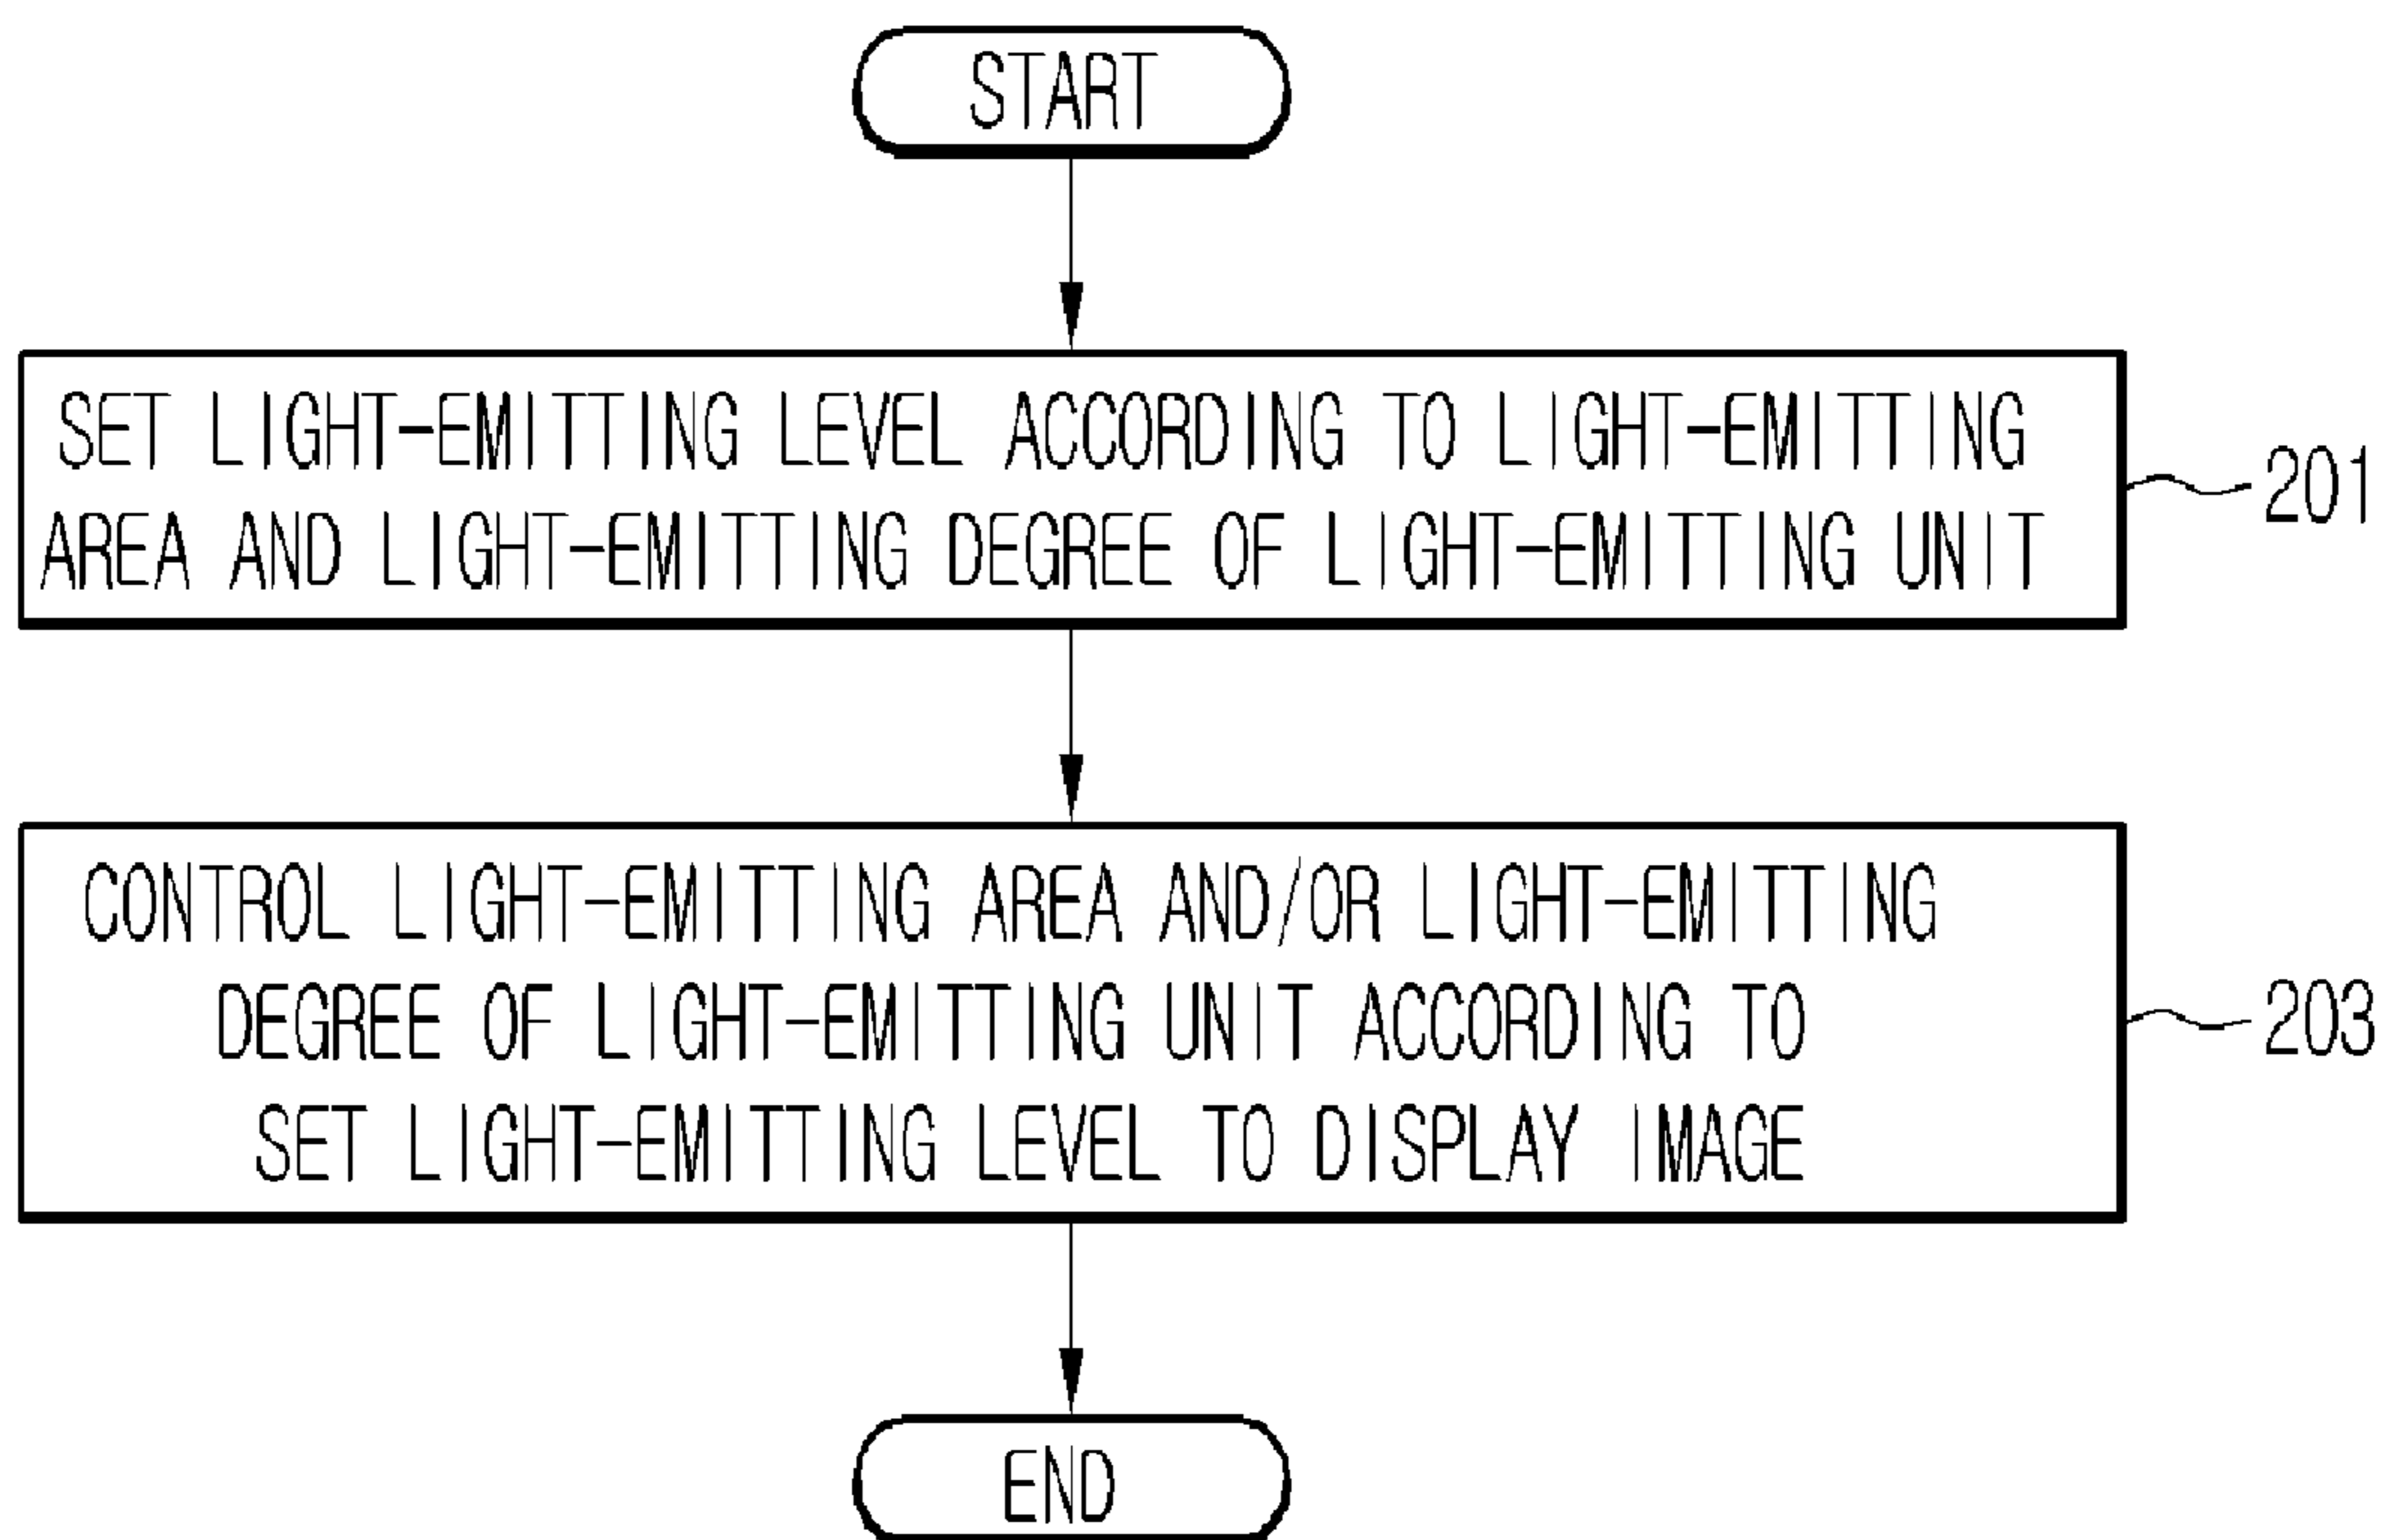 START
SET LIGHT-EMITTING LEVEL ACCORDING TO LIGHT-EMITTING
AREA AND LIGHT-EMITTING DEGREE OF LIGHT-EMITTING UNIT
201
CONTROL LIGHT-EMITTING AREA AND/OR LIGHT-EMITTING
DEGREE OF LIGHT-EMITTING UNIT ACCORDING TO
SET LIGHT-EMITTING LEVEL TO DISPLAY IMAGE
203
END